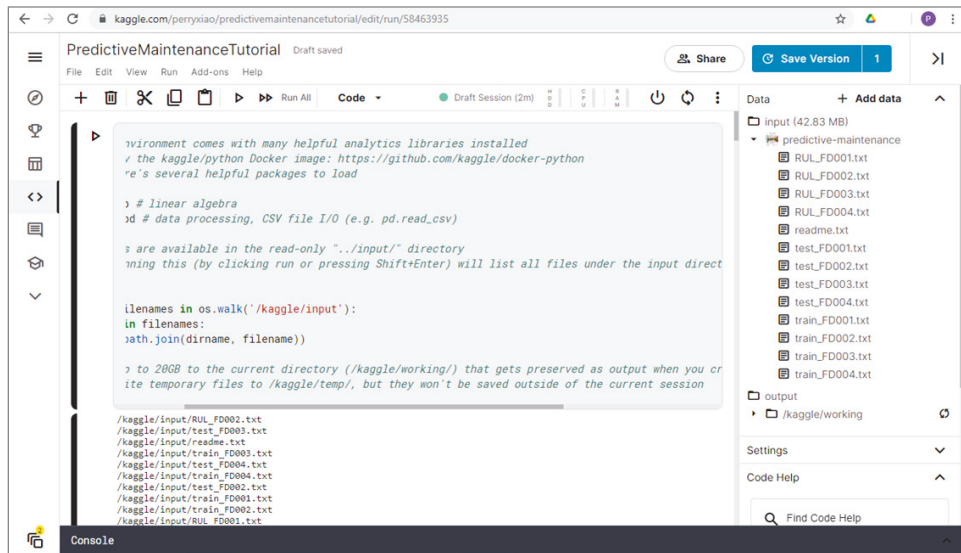 kaggle.com/perryxiao/predictivemaintenancetutorial/edit/run/58463935
P
PredictiveMaintenanceTutorial Draft saved
File Edit View Run Add-ons Help
Share
Save Version 1
Run All Code Draft Session (2m) HDD CPU RAM
nvironment comes with many helpful analytics libraries installed
y the kaggle/python Docker image: https://github.com/kaggle/docker-python
re's several helpful packages to load
p # linear algebra
pd # data processing, CSV file I/O (e.g. pd.read_csv)
s are available in the read-only "../input/" directory
nning this (by clicking run or pressing Shift+Enter) will list all files under the input direct
ilenames in os.walk('/kaggle/input'):
in filenames:
path.join(dirname, filename))
p to 20GB to the current directory (/kaggle/working/) that gets preserved as output when you cr
ite temporary files to /kaggle/temp/, but they won't be saved outside of the current session
/kaggle/input/RUL_FD002.txt
/kaggle/input/test_FD003.txt
/kaggle/input/readme.txt
/kaggle/input/train_FD003.txt
/kaggle/input/test_FD004.txt
/kaggle/input/train_FD004.txt
/kaggle/input/test_FD002.txt
/kaggle/input/train_FD001.txt
/kaggle/input/train_FD002.txt
/kaggle/input/RUL_FD001.txt
Data + Add data
input (42.83 MB)
predictive-maintenance
RUL_FD001.txt
RUL_FD002.txt
RUL_FD003.txt
RUL_FD004.txt
readme.txt
test_FD001.txt
test_FD002.txt
test_FD003.txt
test_FD004.txt
train_FD001.txt
train_FD002.txt
train_FD003.txt
train_FD004.txt
output
/kaggle/working
Settings
Code Help
Find Code Help
2
Console